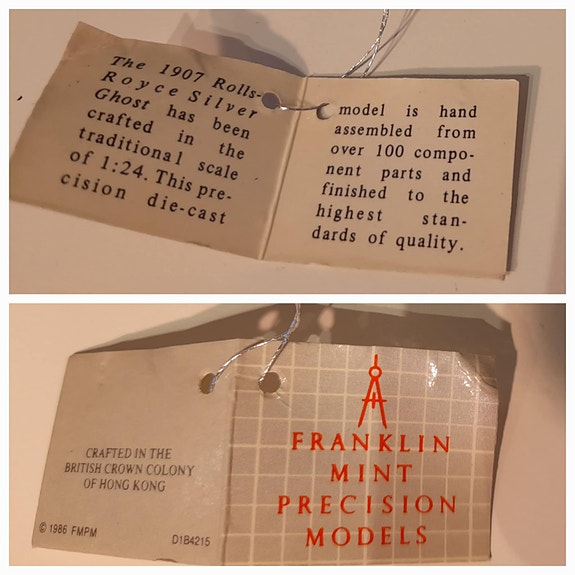 The 1907 Rolls-
Royce Silver
Ghost has been
crafted in the
traditional scale
of 1:24. This pre-
cision die-cast
model is hand
assembled from
over 100 compo-
nent parts and
finished to the
highest stan-
dards of quality.
CRAFTED IN THE
BRITISH CROWN COLONY
OF HONG KONG
© 1986 FMPM
D1B4215
FRANKLIN
MINT
PRECISION
MODELS